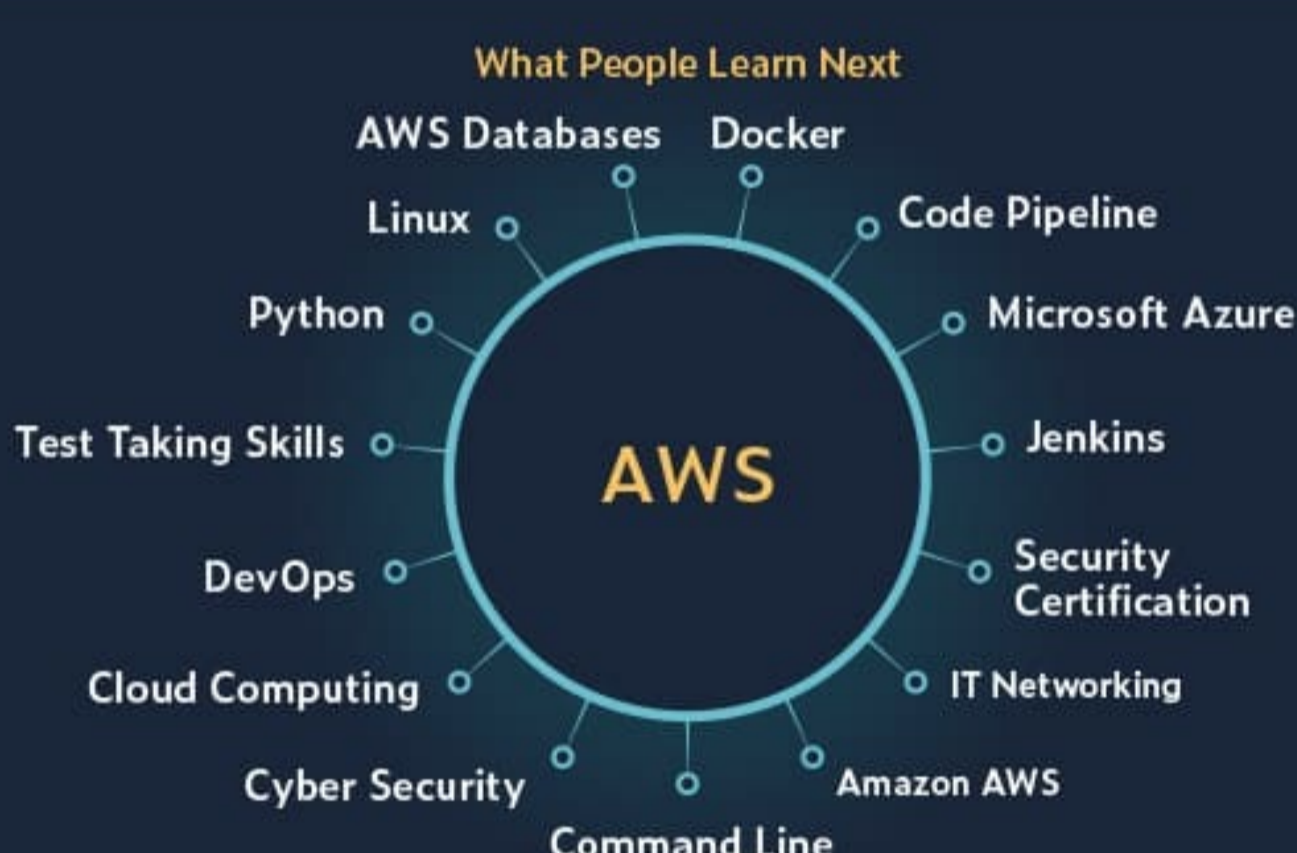 What People Learn Next
AWS Databases
Docker
Linux
Code Pipeline
Python
Microsoft Azure
Test Taking Skills
AWS
Jenkins
DevOps
Security
Certification
Cloud Computing
IT Networking
Cyber Security
Amazon AWS
Command Line